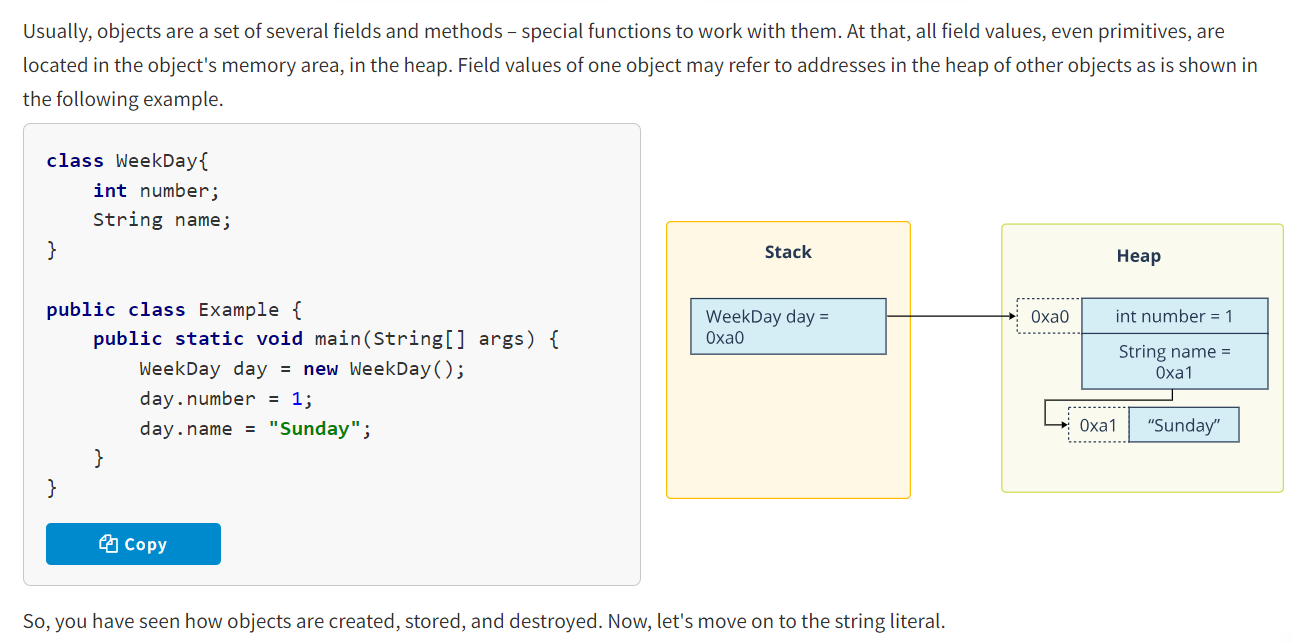 Usually, objects are a set of several fields and methods – special functions to work with them. At that, all field values, even primitives, are
located in the object's memory area, in the heap. Field values of one object may refer to addresses in the heap of other objects as is shown in
the following example.
class WeekDay{
    int number;
    String name;
}
public class Example {
    public static void main(String[] args) {
        WeekDay day = new WeekDay();
        day.number = 1;
        day.name = "Sunday";
    }
}
Copy
Stack
WeekDay day =
0xa0
Heap
0xa0
int number = 1
String name =
0xa1
0xa1
“Sunday”
So, you have seen how objects are created, stored, and destroyed. Now, let's move on to the string literal.